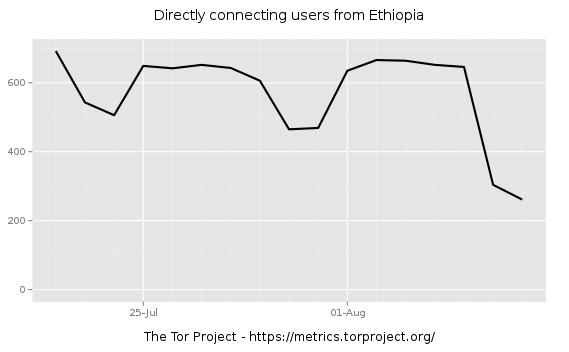 Directly connecting users from Ethiopia
600
400
200
0
25-Jul
01-Aug
The Tor Project - https://metrics.torproject.org/